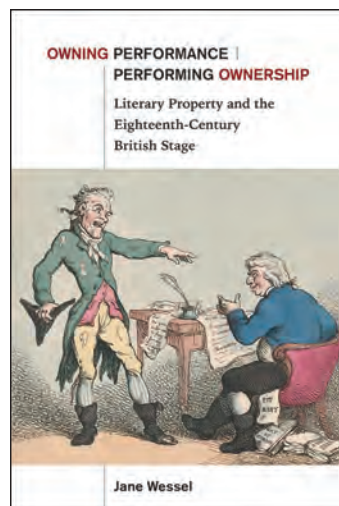 OWNING PERFORMANCE |
PERFORMING OWNERSHIP
Literary Property and the
Eighteenth-Century
British Stage
Jane Wessel